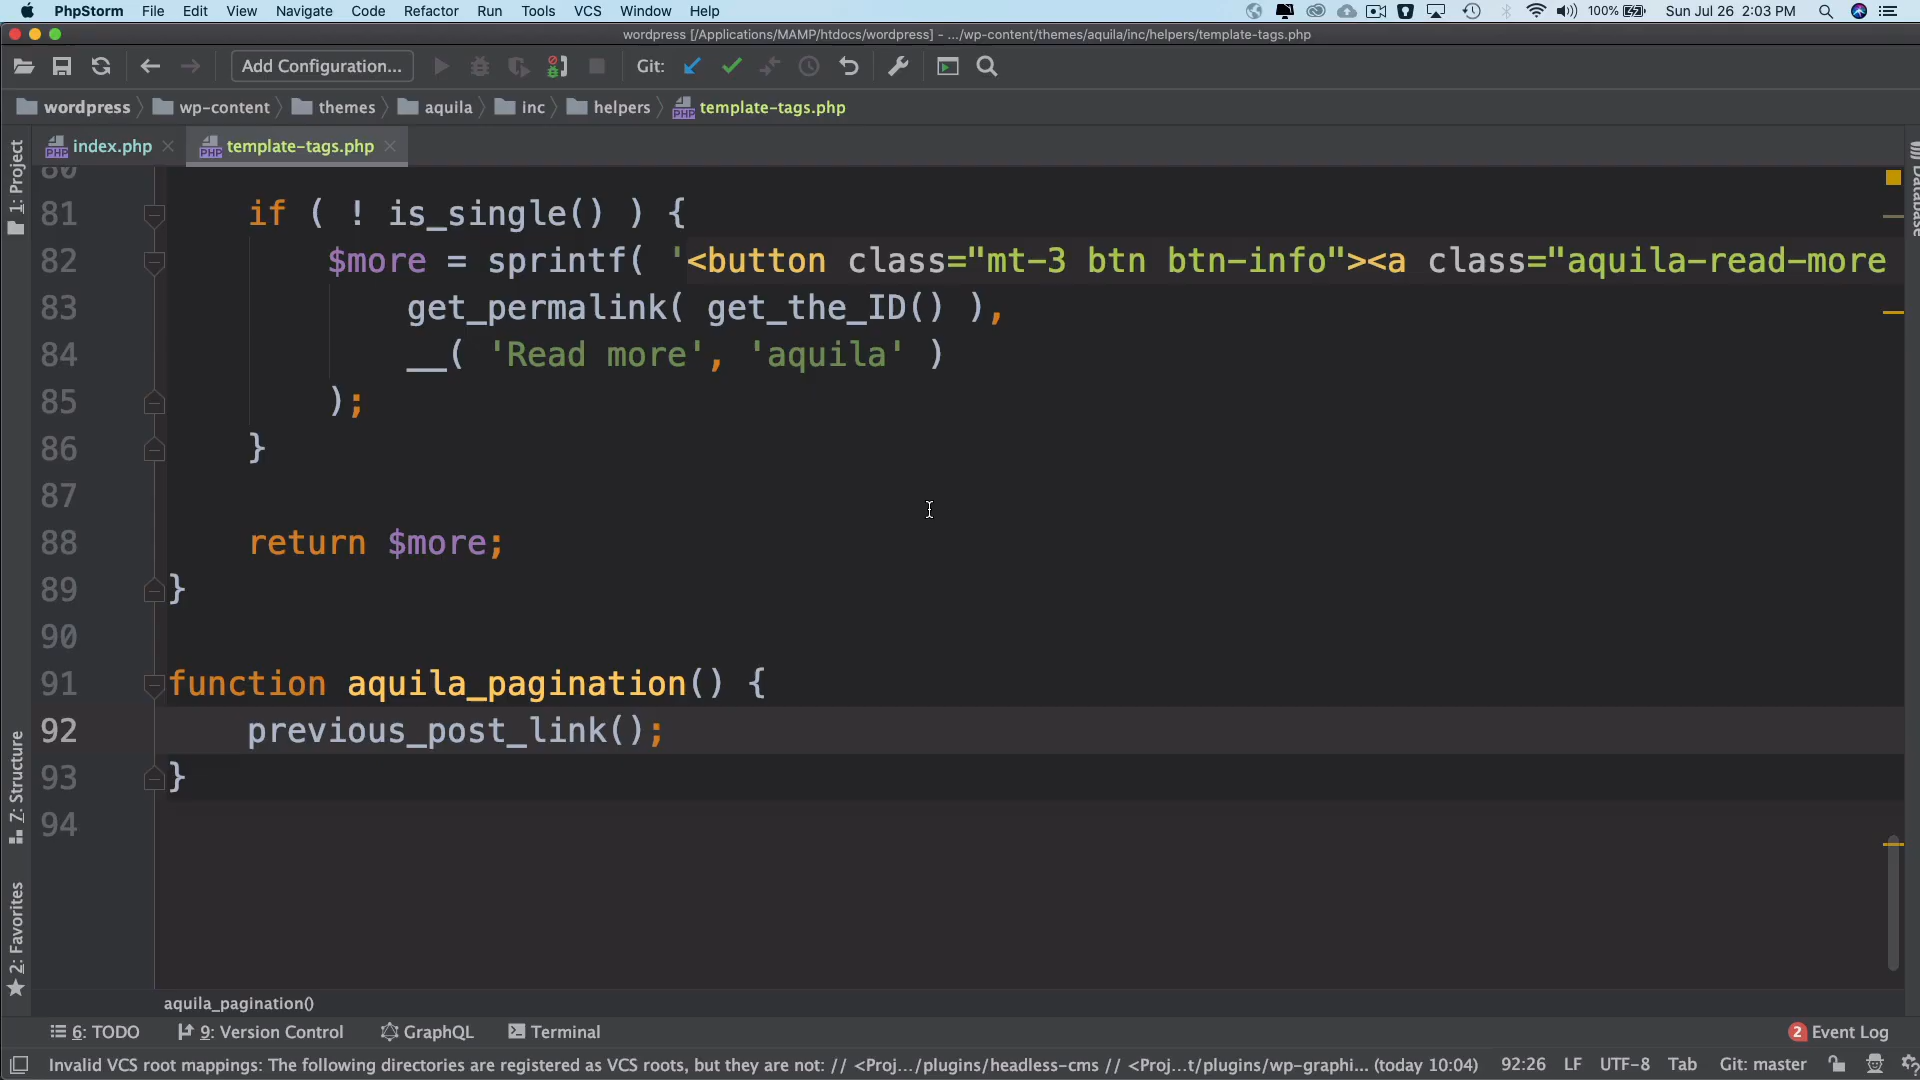 PhpStorm File Edit View Navigate Code Refactor Run Tools VCS Window Help 100% Sun Jul 26 2:03 PM
wordpress [/Applications/MAMP/htdocs/wordpress] - .../wp-content/themes/aquila/inc/helpers/template-tags.php
Add Configuration... Git:
wordpress wp-content themes aquila inc helpers template-tags.php
index.php template-tags.php
1: Project
Database
80
81 if ( ! is_single() ) {
82 $more = sprintf( '<button class="mt-3 btn btn-info"><a class="aquila-read-more
83 get_permalink( get_the_ID() ),
84 __( 'Read more', 'aquila' )
85 );
86 }
87
88 return $more;
89 }
90
91 function aquila_pagination() {
92 previous_post_link();
93 }
94
7: Structure
2: Favorites
aquila_pagination()
6: TODO 9: Version Control GraphQL Terminal 2 Event Log
Invalid VCS root mappings: The following directories are registered as VCS roots, but they are not: // <Proj.../plugins/headless-cms // <Proj...t/plugins/wp-graphi... (today 10:04) 92:26 LF UTF-8 Tab Git: master